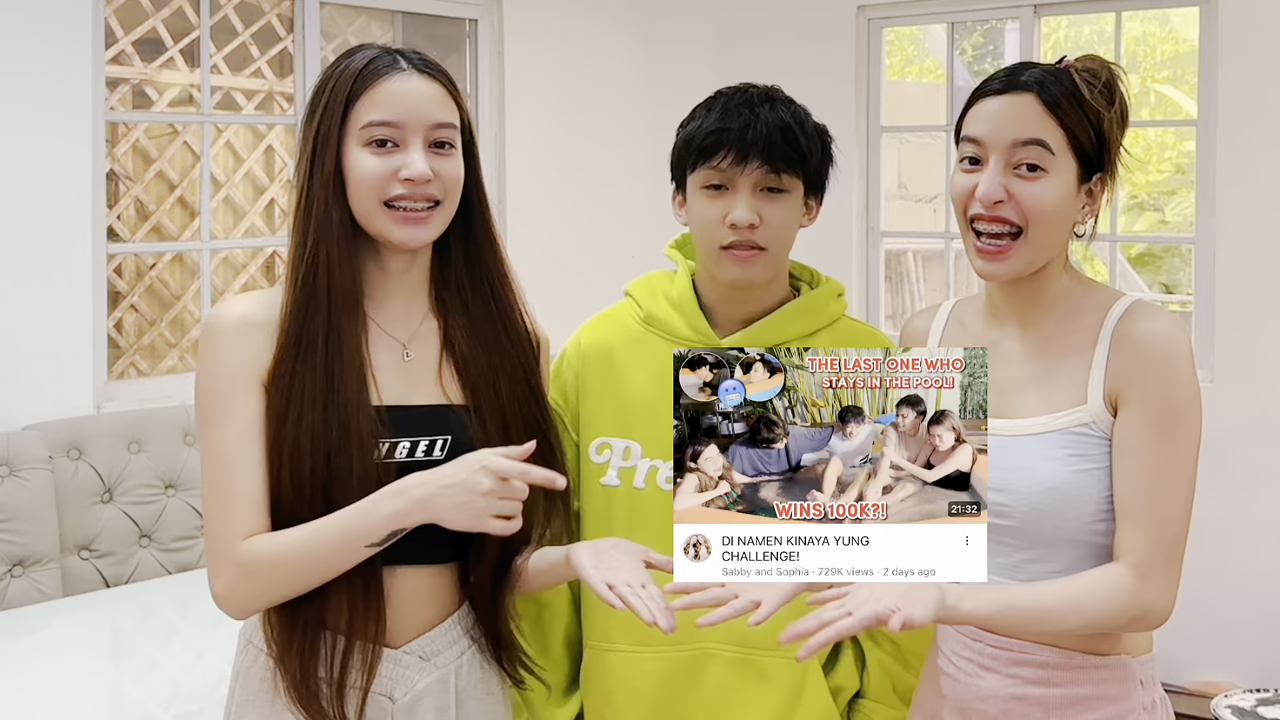 YGEL
Pre
THE LAST ONE WHO
STAYS IN THE POOL!
WINS 100K?!
21:32
DI NAMEN KINAYA YUNG
CHALLENGE!
Sabby and Sophia · 729K views · 2 days ago